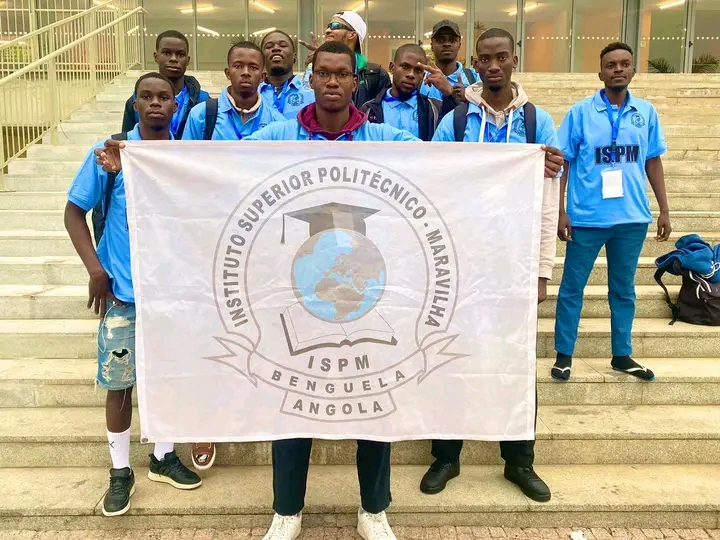 ISPM
INSTITUTO SUPERIOR POLITÉCNICO - MARAVILHA
ISPM
BENGUELA
ANGOLA